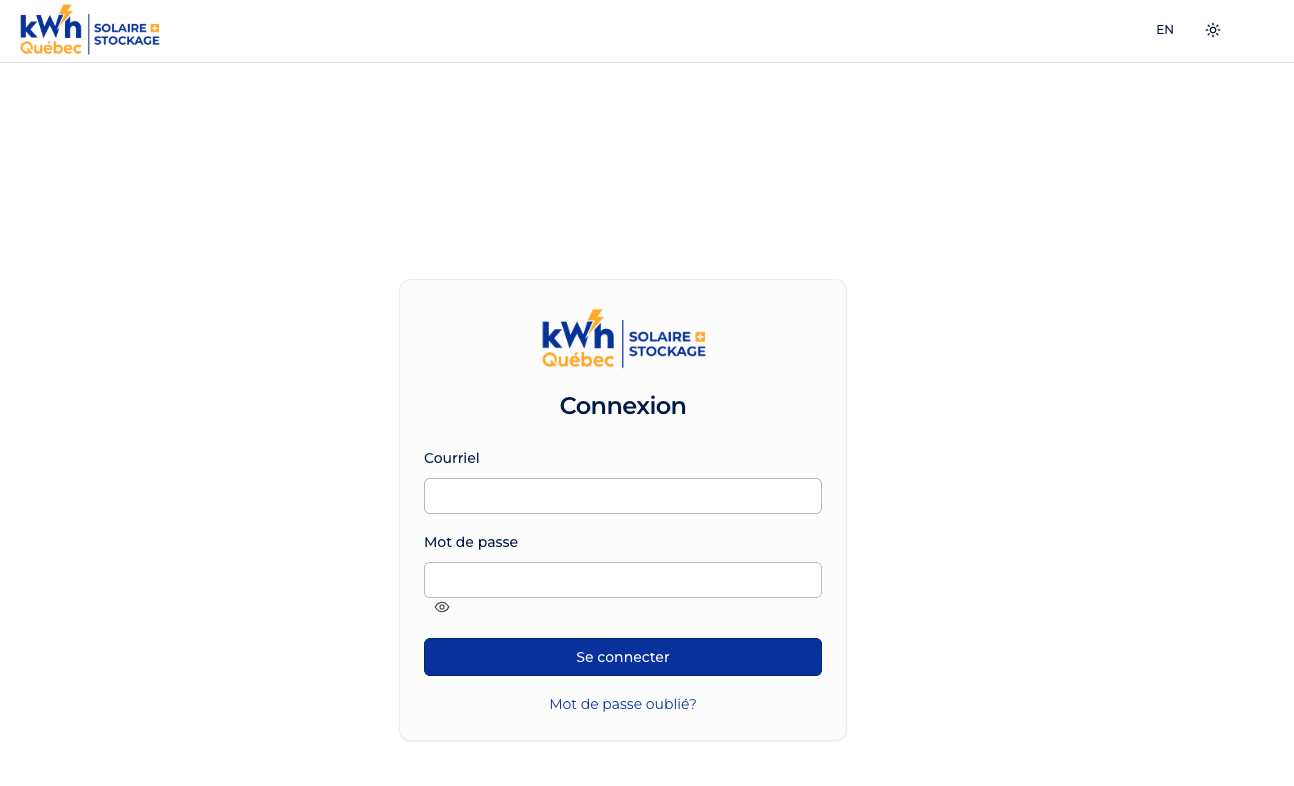 kWh
Québec
SOLAIRE
STOCKAGE
EN
kWh
Québec
SOLAIRE
STOCKAGE
Connexion
Courriel
Mot de passe
Se connecter
Mot de passe oublié?